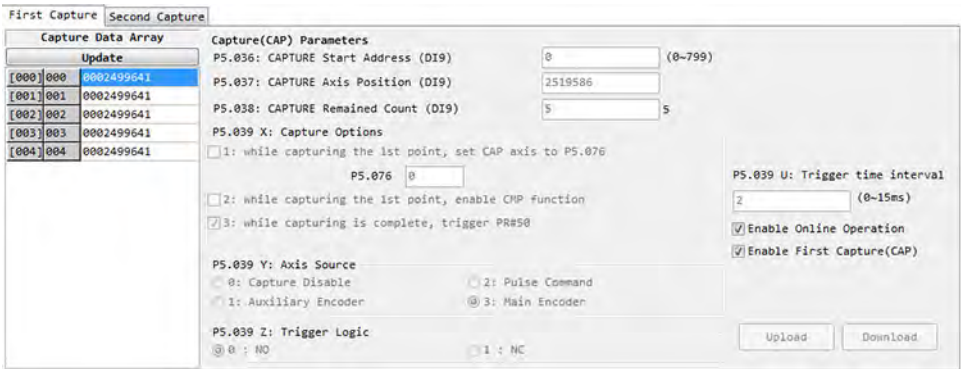 First Capture Second Capture
Capture Data Array
Update
[000] 000 0002499641
[001] 001 0002499641
[002] 002 0002499641
[003] 003 0002499641
[004] 004 0002499641
Capture(CAP) Parameters
P5.036: CAPTURE Start Address (DI9) 0 (0~799)
P5.037: CAPTURE Axis Position (DI9) 2519586
P5.038: CAPTURE Remained Count (DI9) 5 5
P5.039 X: Capture Options
1: while capturing the 1st point, set CAP axis to P5.076
P5.076 0
2: while capturing the 1st point, enable CMP function
3: while capturing is complete, trigger PR#50
P5.039 Y: Axis Source
0: Capture Disable 2: Pulse Command
1: Auxiliary Encoder 3: Main Encoder
P5.039 Z: Trigger Logic
0 : NO 1 : NC
P5.039 U: Trigger time interval
2 (0~15ms)
Enable Online Operation
Enable First Capture(CAP)
Upload Download